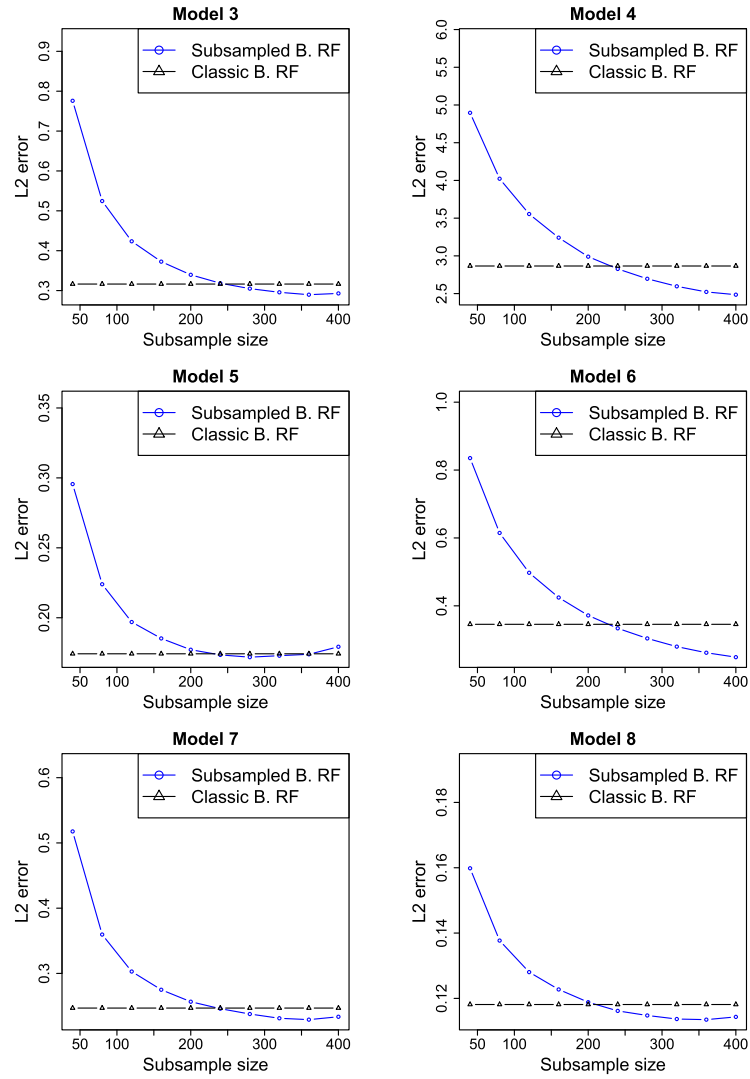 Model 3
Subsampled B. RF
Classic B. RF
L2 error
0.9
0.8
0.7
0.6
0.5
0.4
0.3
50 100 200 300 400
Subsample size
Model 4
Subsampled B. RF
Classic B. RF
L2 error
6.0
5.5
5.0
4.5
4.0
3.5
3.0
2.5
50 100 200 300 400
Subsample size
Model 5
Subsampled B. RF
Classic B. RF
L2 error
0.35
0.30
0.25
0.20
50 100 200 300 400
Subsample size
Model 6
Subsampled B. RF
Classic B. RF
L2 error
1.0
0.8
0.6
0.4
50 100 200 300 400
Subsample size
Model 7
Subsampled B. RF
Classic B. RF
L2 error
0.6
0.5
0.4
0.3
50 100 200 300 400
Subsample size
Model 8
Subsampled B. RF
Classic B. RF
L2 error
0.18
0.16
0.14
0.12
50 100 200 300 400
Subsample size